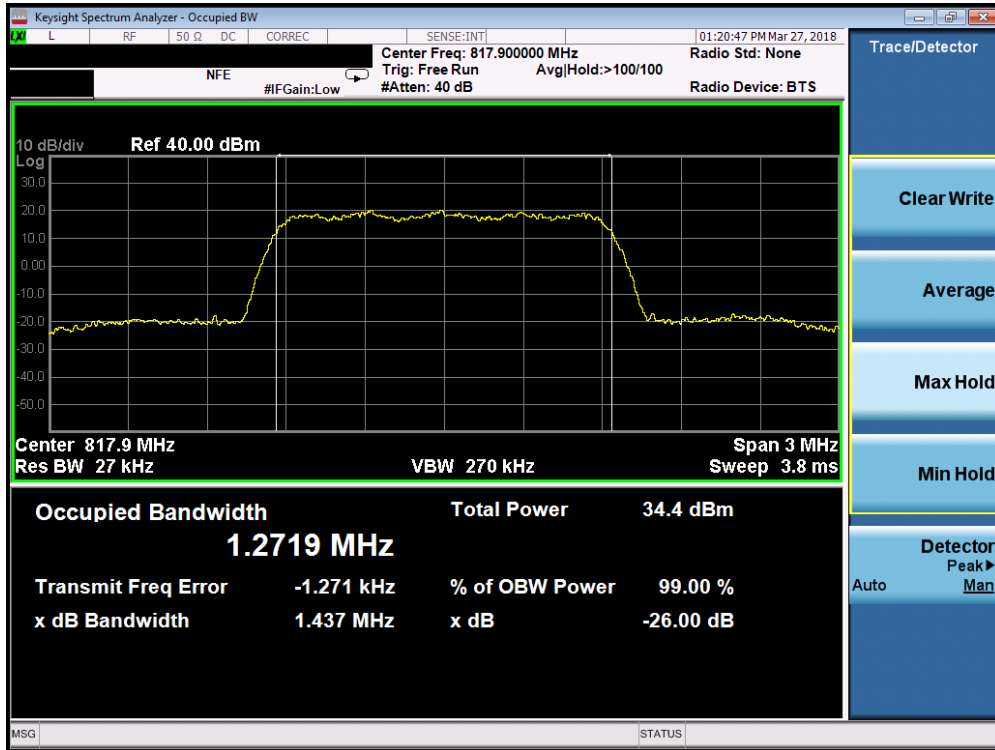 Keysight Spectrum Analyzer - Occupied BW
LXI L RF 50 Ω DC CORREC SENSE:INT 01:20:47 PM Mar 27, 2018
Center Freq: 817.900000 MHz Radio Std: None
NFE Trig: Free Run Avg|Hold:>100/100
#IFGain:Low #Atten: 40 dB Radio Device: BTS
10 dB/div Ref 40.00 dBm
Log
30.0
20.0
10.0
0.00
-10.0
-20.0
-30.0
-40.0
-50.0
Center 817.9 MHz Span 3 MHz
Res BW 27 kHz VBW 270 kHz Sweep 3.8 ms
Occupied Bandwidth Total Power 34.4 dBm
1.2719 MHz
Transmit Freq Error -1.271 kHz % of OBW Power 99.00 %
x dB Bandwidth 1.437 MHz x dB -26.00 dB
MSG STATUS
Trace/Detector
Clear Write
Average
Max Hold
Min Hold
Detector
Peak▶
Auto Man